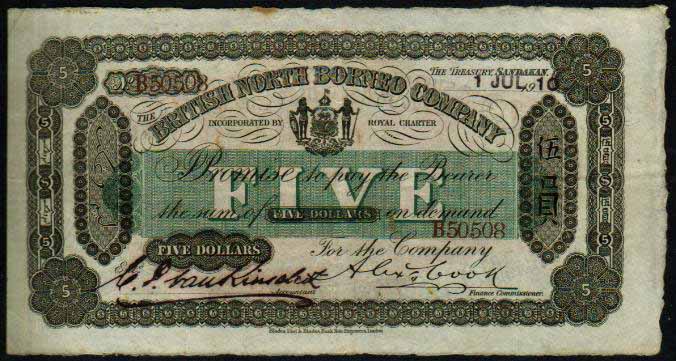 5 5
B50508
THE TREASURY, SANDAKAN,
1 JUL 1910
THE BRITISH NORTH BORNEO COMPANY
INCORPORATED BY ROYAL CHARTER
Promise to pay the Bearer
FIVE
the sum of FIVE DOLLARS on demand
伍員
B50508
FIVE DOLLARS
For the Company
Alex Cook
Accountant
Finance Commissioner
5 5